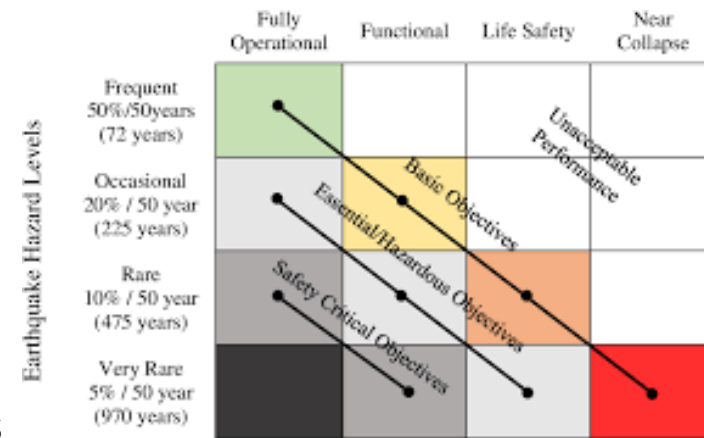 Fully
Operational
Functional
Life Safety
Near
Collapse
Earthquake Hazard Levels
Frequent
50%/50years
(72 years)
Occasional
20% / 50 year
(225 years)
Rare
10% / 50 year
(475 years)
Very Rare
5% / 50 year
(970 years)
Unacceptable
Performance
Basic Objectives
Essential/Hazardous Objectives
Safety Critical Objectives